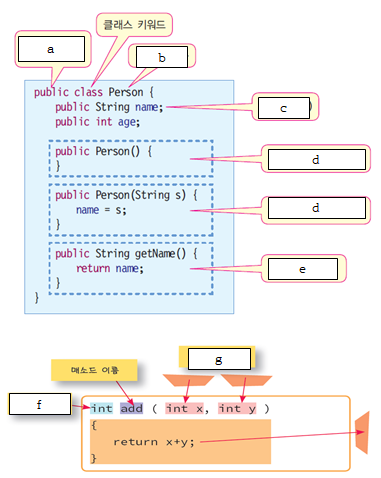 클래스 키워드
a
b
public class Person {
public String name;
c
public int age;
public Person() {
}
d
public Person(String s) {
name = s;
}
d
public String getName() {
return name;
}
e
}
g
매소드 이름
f
int add ( int x, int y )
{
return x+y;
}